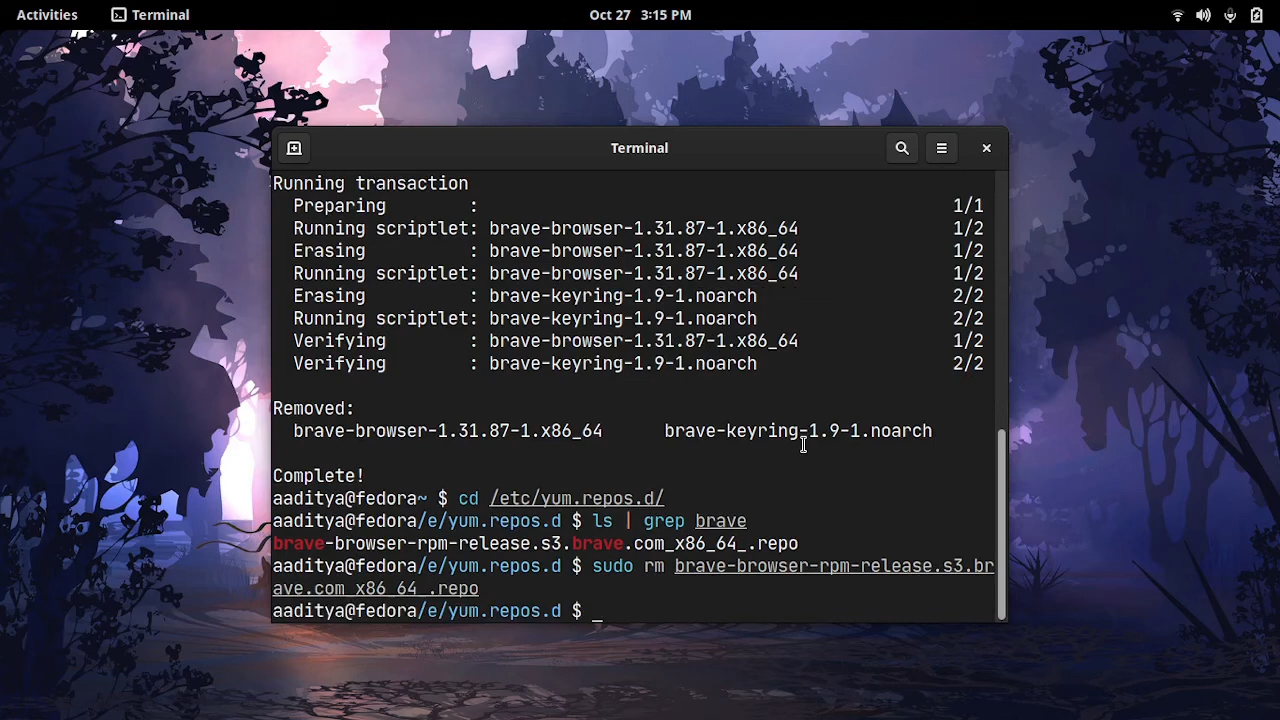 Activities Terminal Oct 27 3:15 PM
Terminal
Running transaction
Preparing : 1/1
Running scriptlet: brave-browser-1.31.87-1.x86_64 1/2
Erasing : brave-browser-1.31.87-1.x86_64 1/2
Running scriptlet: brave-browser-1.31.87-1.x86_64 1/2
Erasing : brave-keyring-1.9-1.noarch 2/2
Running scriptlet: brave-keyring-1.9-1.noarch 2/2
Verifying : brave-browser-1.31.87-1.x86_64 1/2
Verifying : brave-keyring-1.9-1.noarch 2/2
Removed:
brave-browser-1.31.87-1.x86_64 brave-keyring-1.9-1.noarch
Complete!
aaditya@fedora~ $ cd /etc/yum.repos.d/
aaditya@fedora/e/yum.repos.d $ ls | grep brave
brave-browser-rpm-release.s3.brave.com_x86_64_.repo
aaditya@fedora/e/yum.repos.d $ sudo rm brave-browser-rpm-release.s3.br
ave.com_x86_64_.repo
aaditya@fedora/e/yum.repos.d $ _